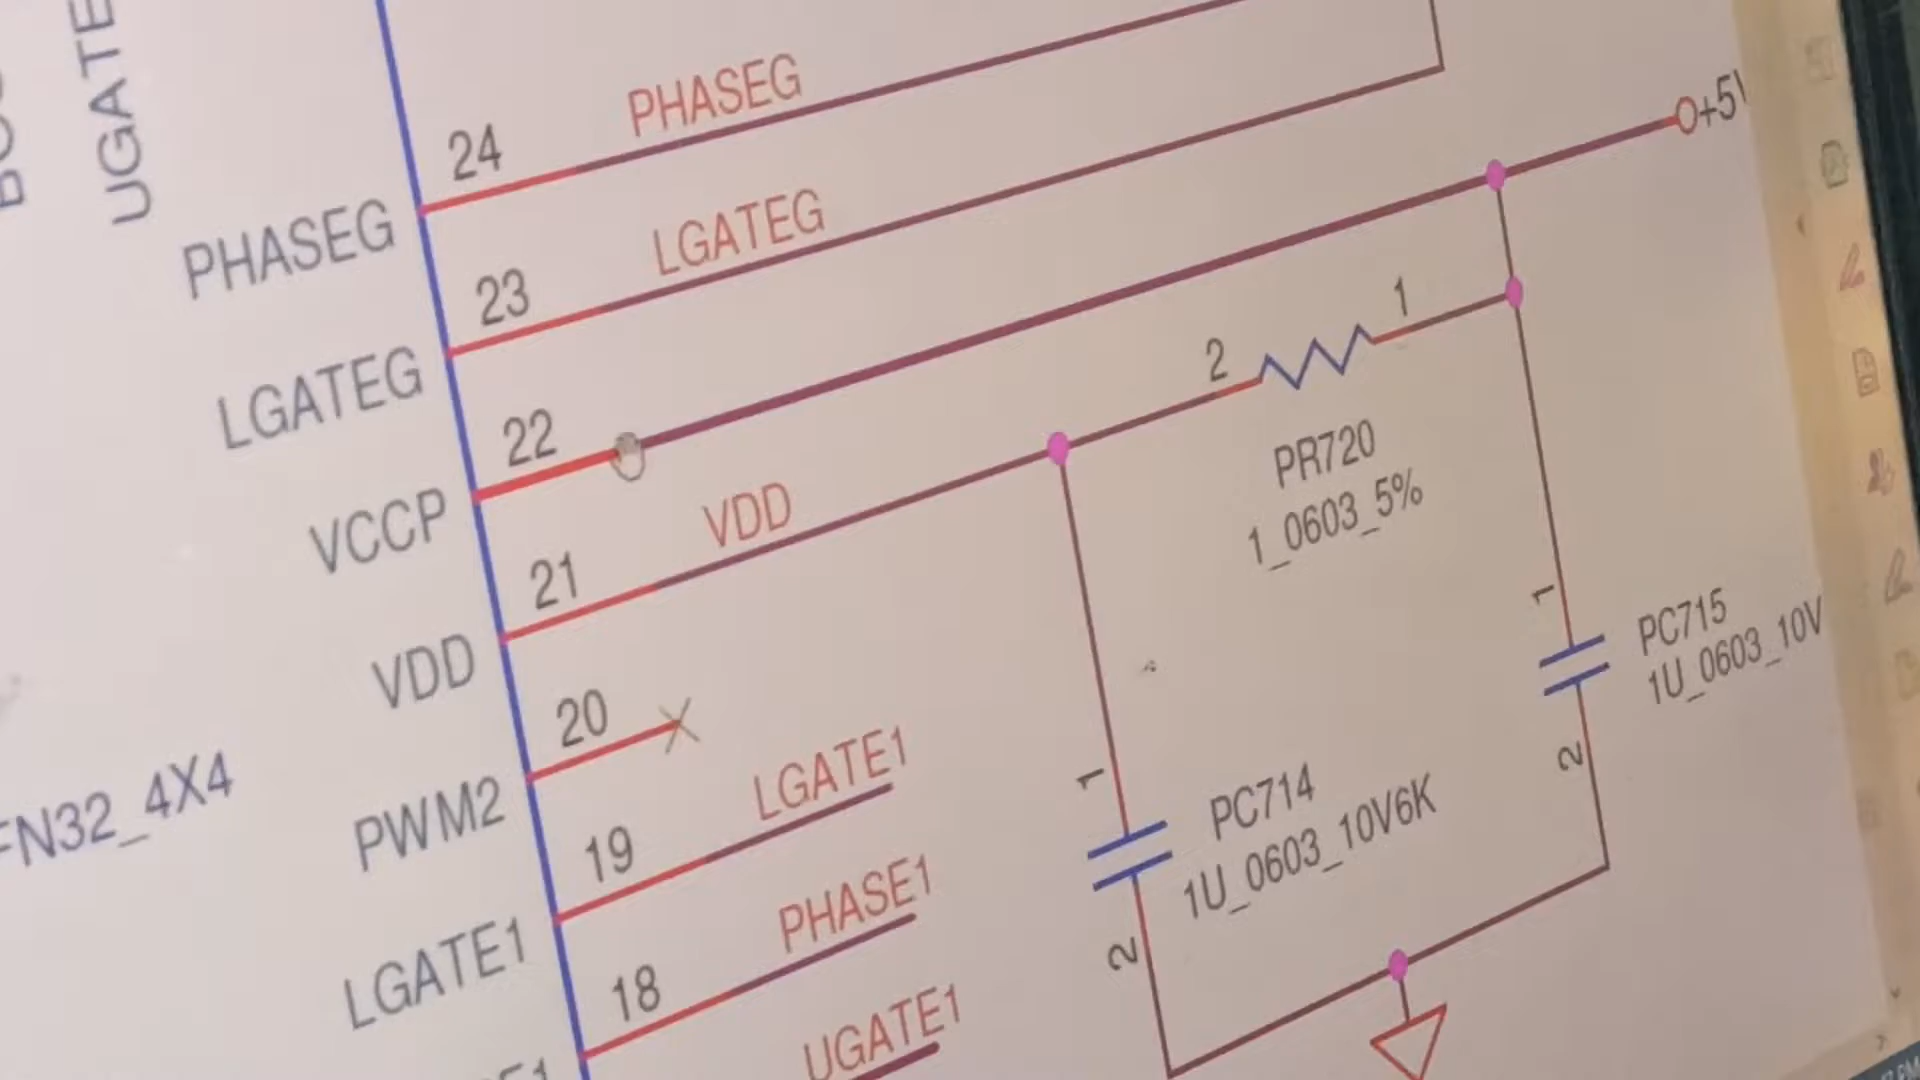 UGATE
24
PHASEG
+5
PHASEG
23
LGATEG
1
LGATEG
22
2
PR720
1_0603_5%
VCCP
21
VDD
1
PC715
1U_0603_10V
VDD
20
2
FN32_4X4
PWM2
19
LGATE1
1
PC714
1U_0603_10V6K
LGATE1
18
PHASE1
2
UGATE1